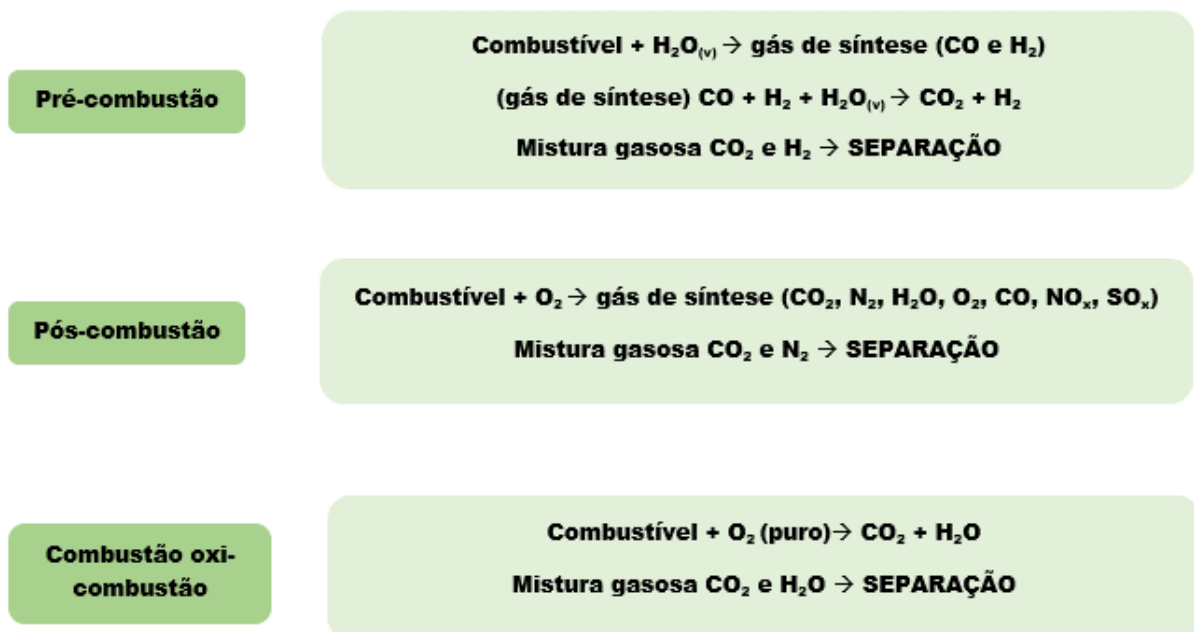 Pré-combustão
Combustível + H₂O₍ᵥ₎ → gás de síntese (CO e H₂)
(gás de síntese) CO + H₂ + H₂O₍ᵥ₎ → CO₂ + H₂
Mistura gasosa CO₂ e H₂ → SEPARAÇÃO
Pós-combustão
Combustível + O₂ → gás de síntese (CO₂, N₂, H₂O, O₂, CO, NOₓ, SOₓ)
Mistura gasosa CO₂ e N₂ → SEPARAÇÃO
Combustão oxi-
combustão
Combustível + O₂ (puro)→ CO₂ + H₂O
Mistura gasosa CO₂ e H₂O → SEPARAÇÃO